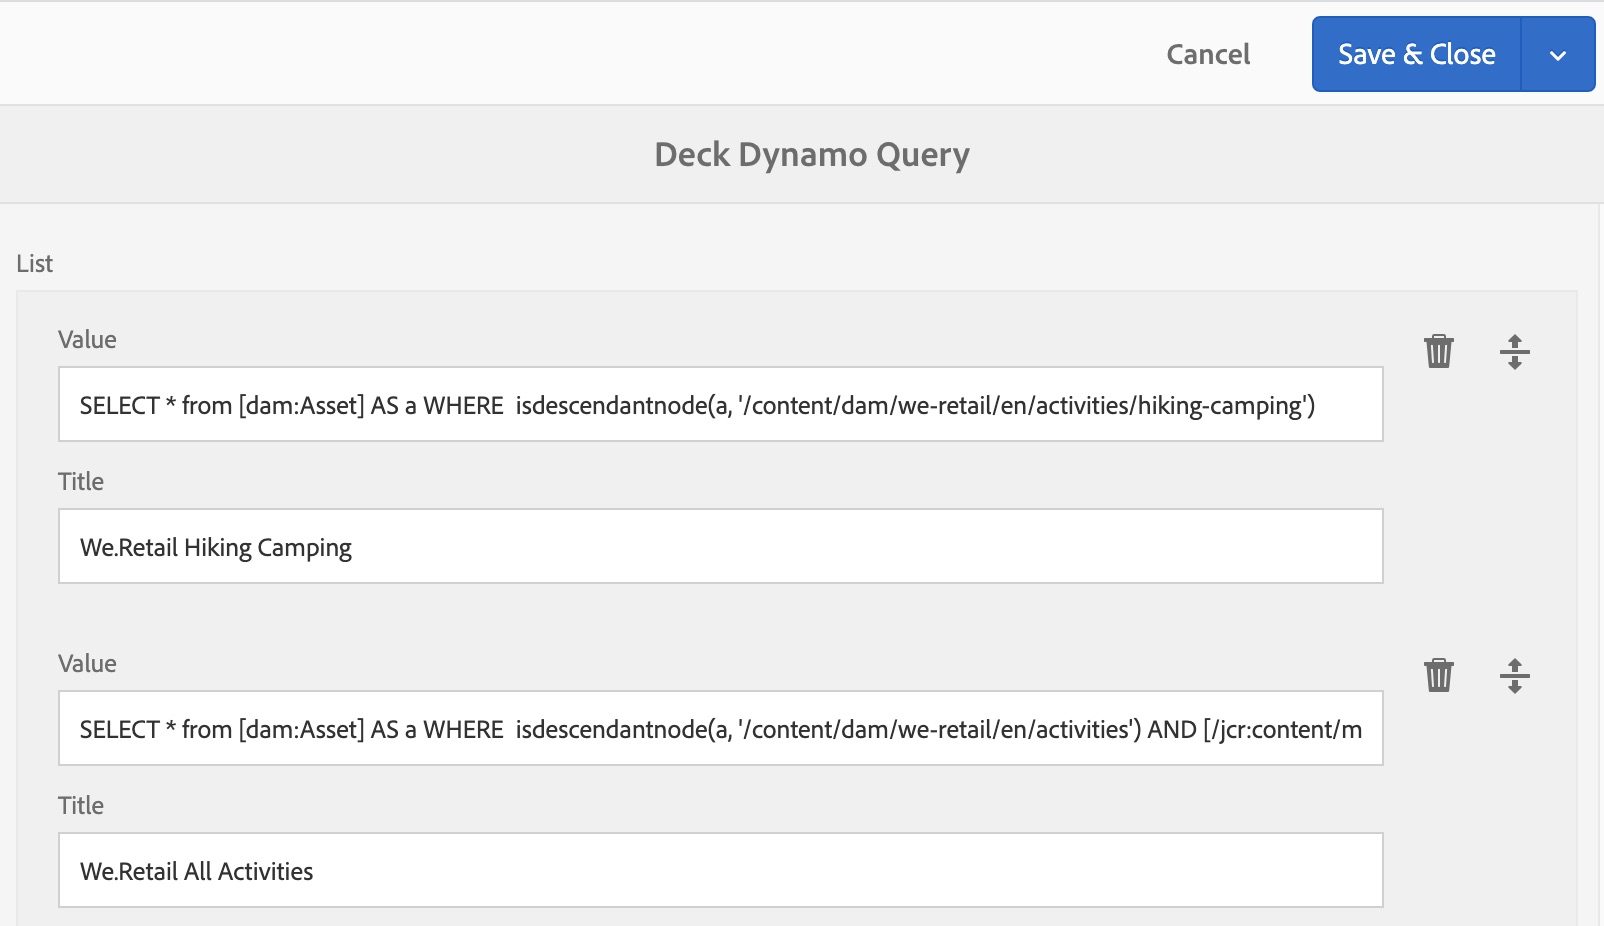 Cancel
Save & Close
Deck Dynamo Query
List
Value
SELECT * from [dam:Asset] AS a WHERE  isdescendantnode(a, '/content/dam/we-retail/en/activities/hiking-camping')
Title
We.Retail Hiking Camping
Value
SELECT * from [dam:Asset] AS a WHERE  isdescendantnode(a, '/content/dam/we-retail/en/activities') AND [/jcr:content/m
Title
We.Retail All Activities